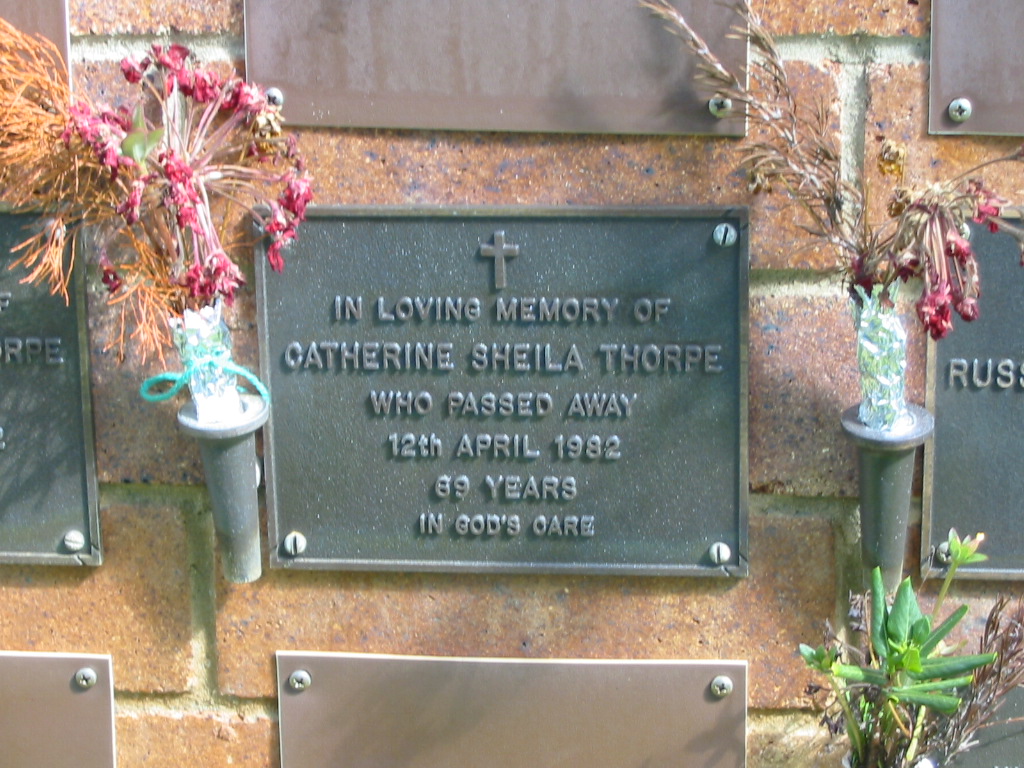 IN LOVING MEMORY OF
CATHERINE SHEILA THORPE
WHO PASSED AWAY
12th APRIL 1982
69 YEARS
IN GOD'S CARE
RUSS